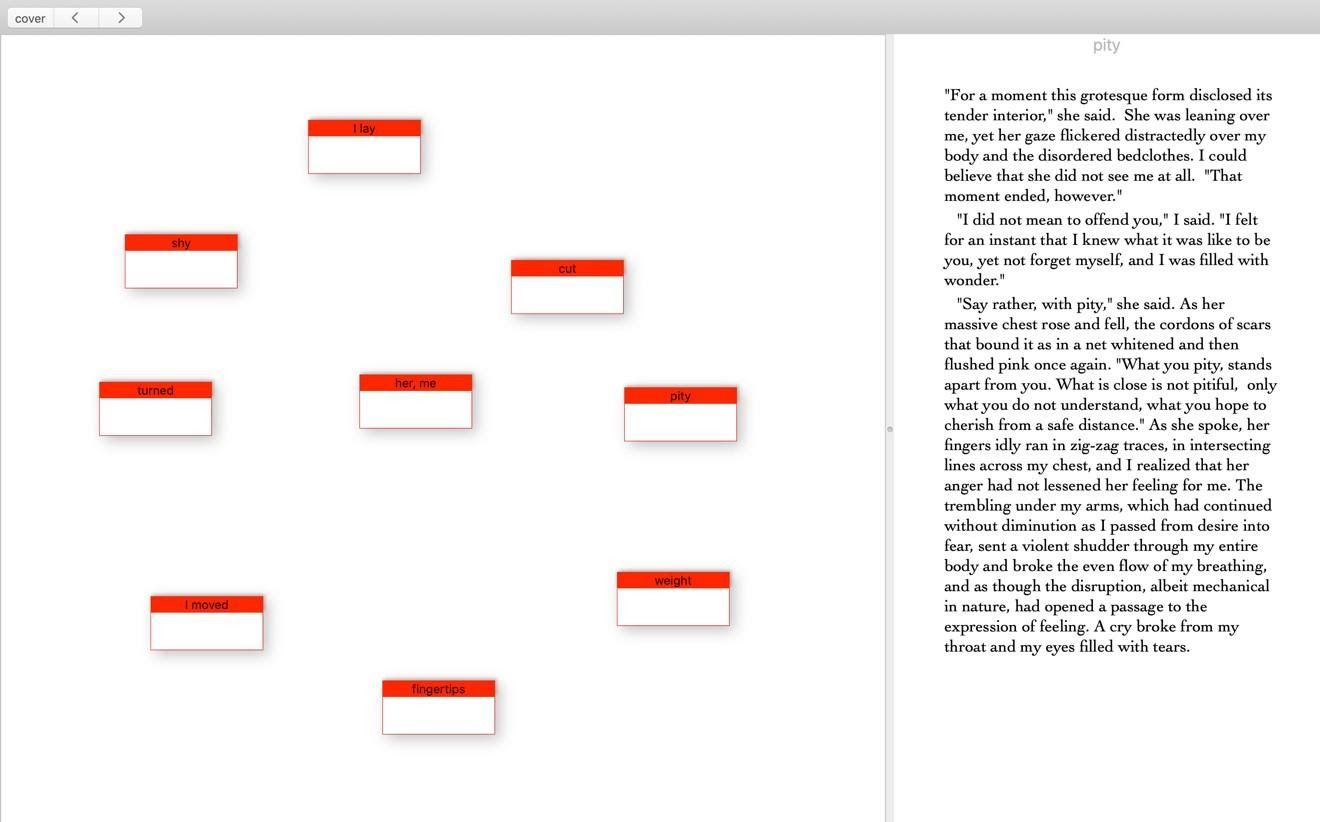 cover
I lay
shy
cut
turned
her, me
pity
I moved
weight
fingertips
pity
"For a moment this grotesque form disclosed its
tender interior," she said.  She was leaning over
me, yet her gaze flickered distractedly over my
body and the disordered bedclothes. I could
believe that she did not see me at all.  "That
moment ended, however."
"I did not mean to offend you," I said. "I felt
for an instant that I knew what it was like to be
you, yet not forget myself, and I was filled with
wonder."
"Say rather, with pity," she said. As her
massive chest rose and fell, the cordons of scars
that bound it as in a net whitened and then
flushed pink once again. "What you pity, stands
apart from you. What is close is not pitiful,  only
what you do not understand, what you hope to
cherish from a safe distance." As she spoke, her
fingers idly ran in zig-zag traces, in intersecting
lines across my chest, and I realized that her
anger had not lessened her feeling for me. The
trembling under my arms, which had continued
without diminution as I passed from desire into
fear, sent a violent shudder through my entire
body and broke the even flow of my breathing,
and as though the disruption, albeit mechanical
in nature, had opened a passage to the
expression of feeling. A cry broke from my
throat and my eyes filled with tears.